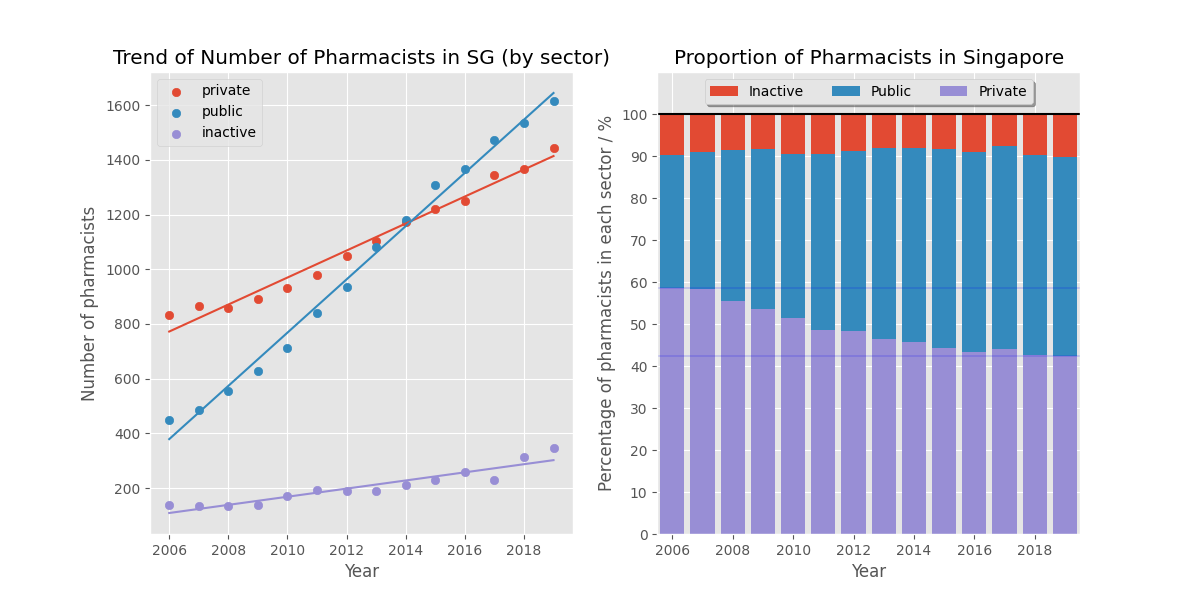 Trend of Number of Pharmacists in SG (by sector)
private
public
inactive
Number of pharmacists
1600
1400
1200
1000
800
600
400
200
2006 2008 2010 2012 2014 2016 2018
Year
Proportion of Pharmacists in Singapore
Inactive Public Private
Percentage of pharmacists in each sector / %
100
90
80
70
60
50
40
30
20
10
0
2006 2008 2010 2012 2014 2016 2018
Year